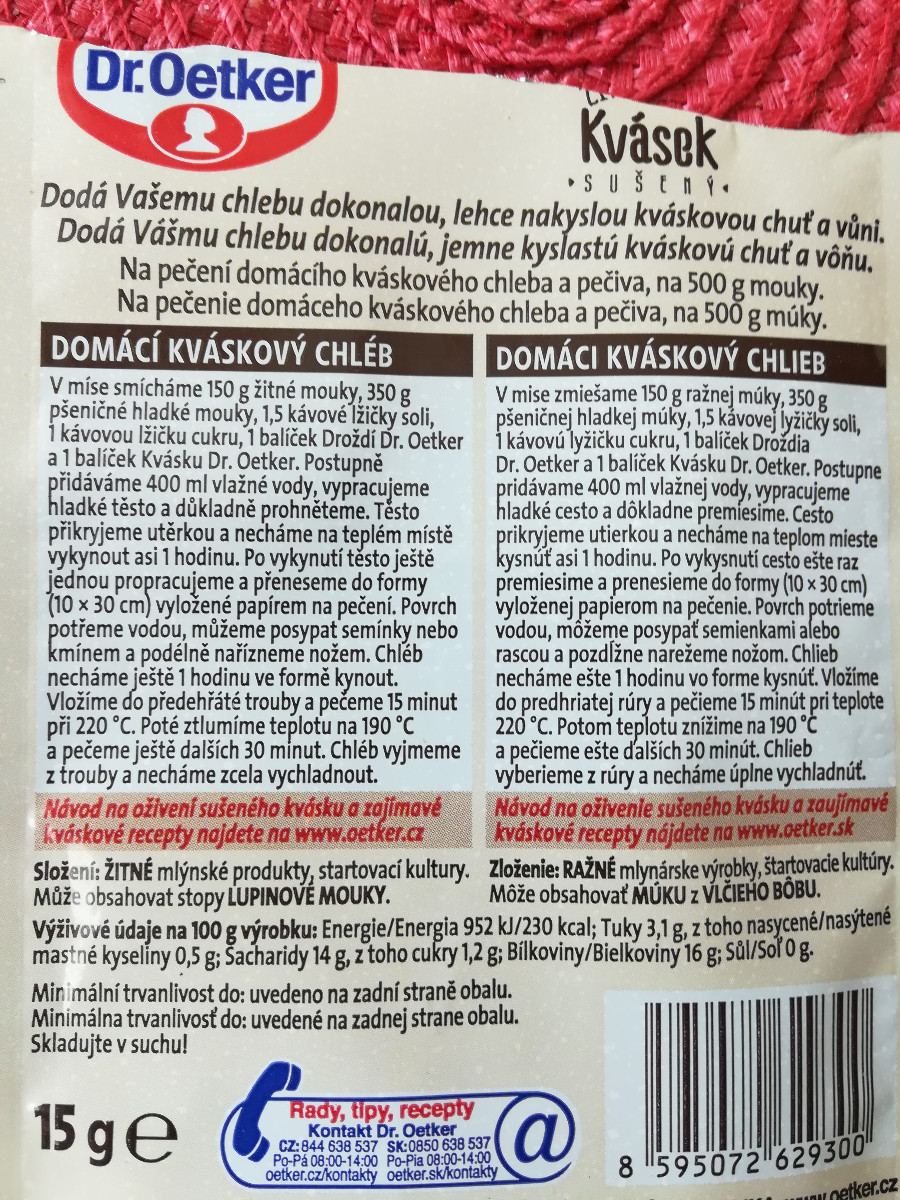 Dr.Oetker
Kvásek
• SUŠENÝ •
Dodá Vašemu chlebu dokonalou, lehce nakyslou kváskovou chuť a vůni.
Dodá Vášmu chlebu dokonalú, jemne kyslastú kváskovú chuť a vôňu.
Na pečení domácího kváskového chleba a pečiva, na 500 g mouky.
Na pečenie domáceho kváskového chleba a pečiva, na 500 g múky.
DOMÁCÍ KVÁSKOVÝ CHLÉB
V míse smícháme 150 g žitné mouky, 350 g
pšeničné hladké mouky, 1,5 kávové lžičky soli,
1 kávovou lžičku cukru, 1 balíček Droždí Dr. Oetker
a 1 balíček Kvásku Dr. Oetker. Postupně
přidáváme 400 ml vlažné vody, vypracujeme
hladké těsto a důkladně prohněteme. Těsto
přikryjeme utěrkou a necháme na teplém místě
vykynout asi 1 hodinu. Po vykynutí těsto ještě
jednou propracujeme a přeneseme do formy
(10 × 30 cm) vyložené papírem na pečení. Povrch
potřeme vodou, můžeme posypat semínky nebo
kmínem a podélně nařízneme nožem. Chléb
necháme ještě 1 hodinu ve formě kynout.
Vložíme do předehřáté trouby a pečeme 15 minut
při 220 °C. Poté ztlumíme teplotu na 190 °C
a pečeme ještě dalších 30 minut. Chléb vyjmeme
z trouby a necháme zcela vychladnout.
Návod na oživení sušeného kvásku a zajímavé
kváskové recepty najdete na www.oetker.cz
DOMÁCI KVÁSKOVÝ CHLIEB
V mise zmiešame 150 g ražnej múky, 350 g
pšeničnej hladkej múky, 1,5 kávovej lyžičky soli,
1 kávovú lyžičku cukru, 1 balíček Droždia
Dr. Oetker a 1 balíček Kvásku Dr. Oetker. Postupne
pridávame 400 ml vlažnej vody, vypracujeme
hladké cesto a dôkladne premiesime. Cesto
prikryjeme utierkou a necháme na teplom mieste
kysnúť asi 1 hodinu. Po vykysnutí cesto ešte raz
premiesime a prenesieme do formy (10 × 30 cm)
vyloženej papierom na pečenie. Povrch potrieme
vodou, môžeme posypať semienkami alebo
rascou a pozdĺžne narežeme nožom. Chlieb
necháme ešte 1 hodinu vo forme kysnúť. Vložíme
do predhriatej rúry a pečieme 15 minút pri teplote
220 °C. Potom teplotu znížime na 190 °C
a pečieme ešte ďalších 30 minút. Chlieb
vyberieme z rúry a necháme úplne vychladnúť.
Návod na oživenie sušeného kvásku a zaujímavé
kváskové recepty nájdete na www.oetker.sk
Složení: ŽITNÉ mlýnské produkty, startovací kultury.
Může obsahovat stopy LUPINOVÉ MOUKY.
Zloženie: RAŽNÉ mlynárske výrobky, štartovacie kultúry.
Môže obsahovať MÚKU z VLČIEHO BÔBU.
Výživové údaje na 100 g výrobku: Energie/Energia 952 kJ/230 kcal; Tuky 3,1 g, z toho nasycené/nasýtené
mastné kyseliny 0,5 g; Sacharidy 14 g, z toho cukry 1,2 g; Bílkoviny/Bielkoviny 16 g; Sůl/Soľ 0 g.
Minimální trvanlivost do: uvedeno na zadní straně obalu.
Minimálna trvanlivosť do: uvedené na zadnej strane obalu.
Skladujte v suchu!
15 g e
Rady, tipy, recepty
Kontakt Dr. Oetker
CZ: 844 638 537 SK: 0850 638 537
Po-Pá 08:00-14:00 Po-Pia 08:00-14:00
oetker.cz/kontakty oetker.sk/kontakty
@
8 595072 629300
oetker.cz